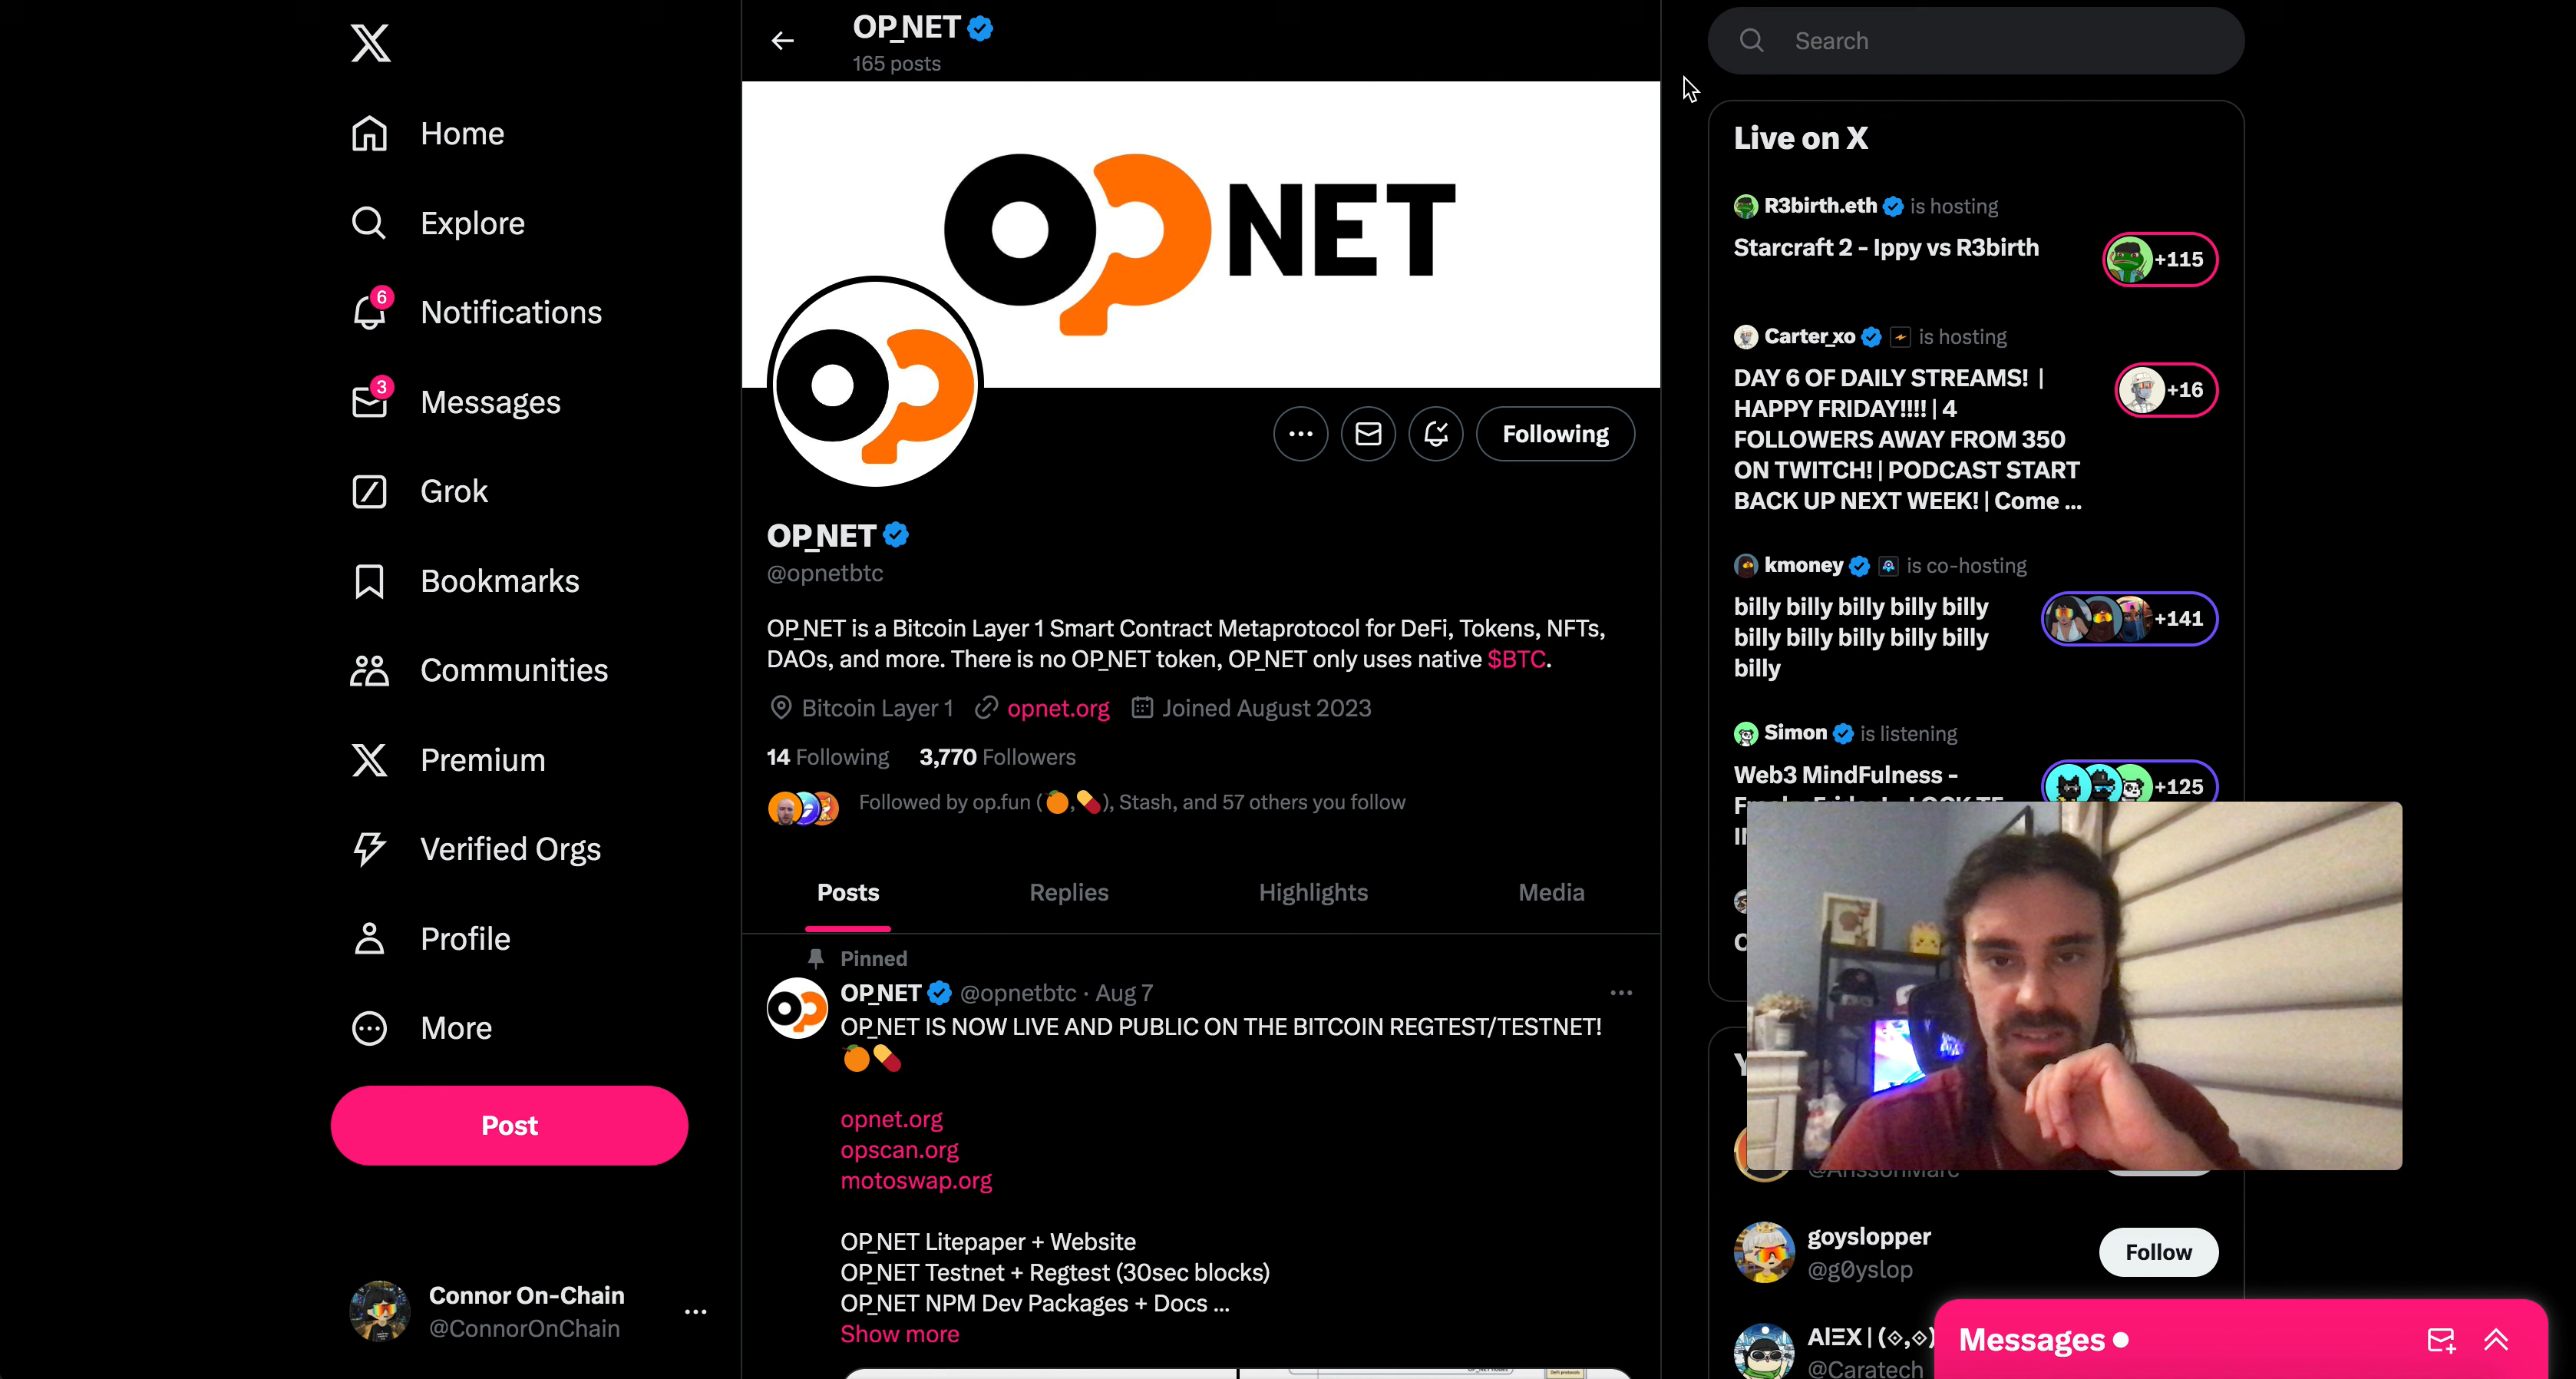 Home
Explore
6
Notifications
3
Messages
Grok
Bookmarks
Communities
Premium
Verified Orgs
Profile
More
Post
Connor On-Chain
@ConnorOnChain
OP_NET
165 posts
OP NET
OP
Following
OP_NET
@opnetbtc
OP_NET is a Bitcoin Layer 1 Smart Contract Metaprotocol for DeFi, Tokens, NFTs,
DAOs, and more. There is no OP_NET token, OP_NET only uses native $BTC.
Bitcoin Layer 1 opnet.org Joined August 2023
14 Following 3,770 Followers
Followed by op.fun (🍊,💊), Stash, and 57 others you follow
Posts Replies Highlights Media
Pinned
OP_NET @opnetbtc · Aug 7
OP_NET IS NOW LIVE AND PUBLIC ON THE BITCOIN REGTEST/TESTNET!
🍊💊
opnet.org
opscan.org
motoswap.org
OP_NET Litepaper + Website
OP_NET Testnet + Regtest (30sec blocks)
OP_NET NPM Dev Packages + Docs ...
Show more
Search
Live on X
R3birth.eth is hosting
Starcraft 2 - Ippy vs R3birth
+115
Carter_xo is hosting
DAY 6 OF DAILY STREAMS! |
HAPPY FRIDAY!!!! | 4
FOLLOWERS AWAY FROM 350
ON TWITCH! | PODCAST START
BACK UP NEXT WEEK! | Come ...
+16
kmoney is co-hosting
billy billy billy billy billy
billy billy billy billy billy
billy
+141
Simon is listening
Web3 MindFulness -
+125
goyslopper
@g0yslop
Follow
AlΞX | (⟐,⟐)
@Caratech
Messages